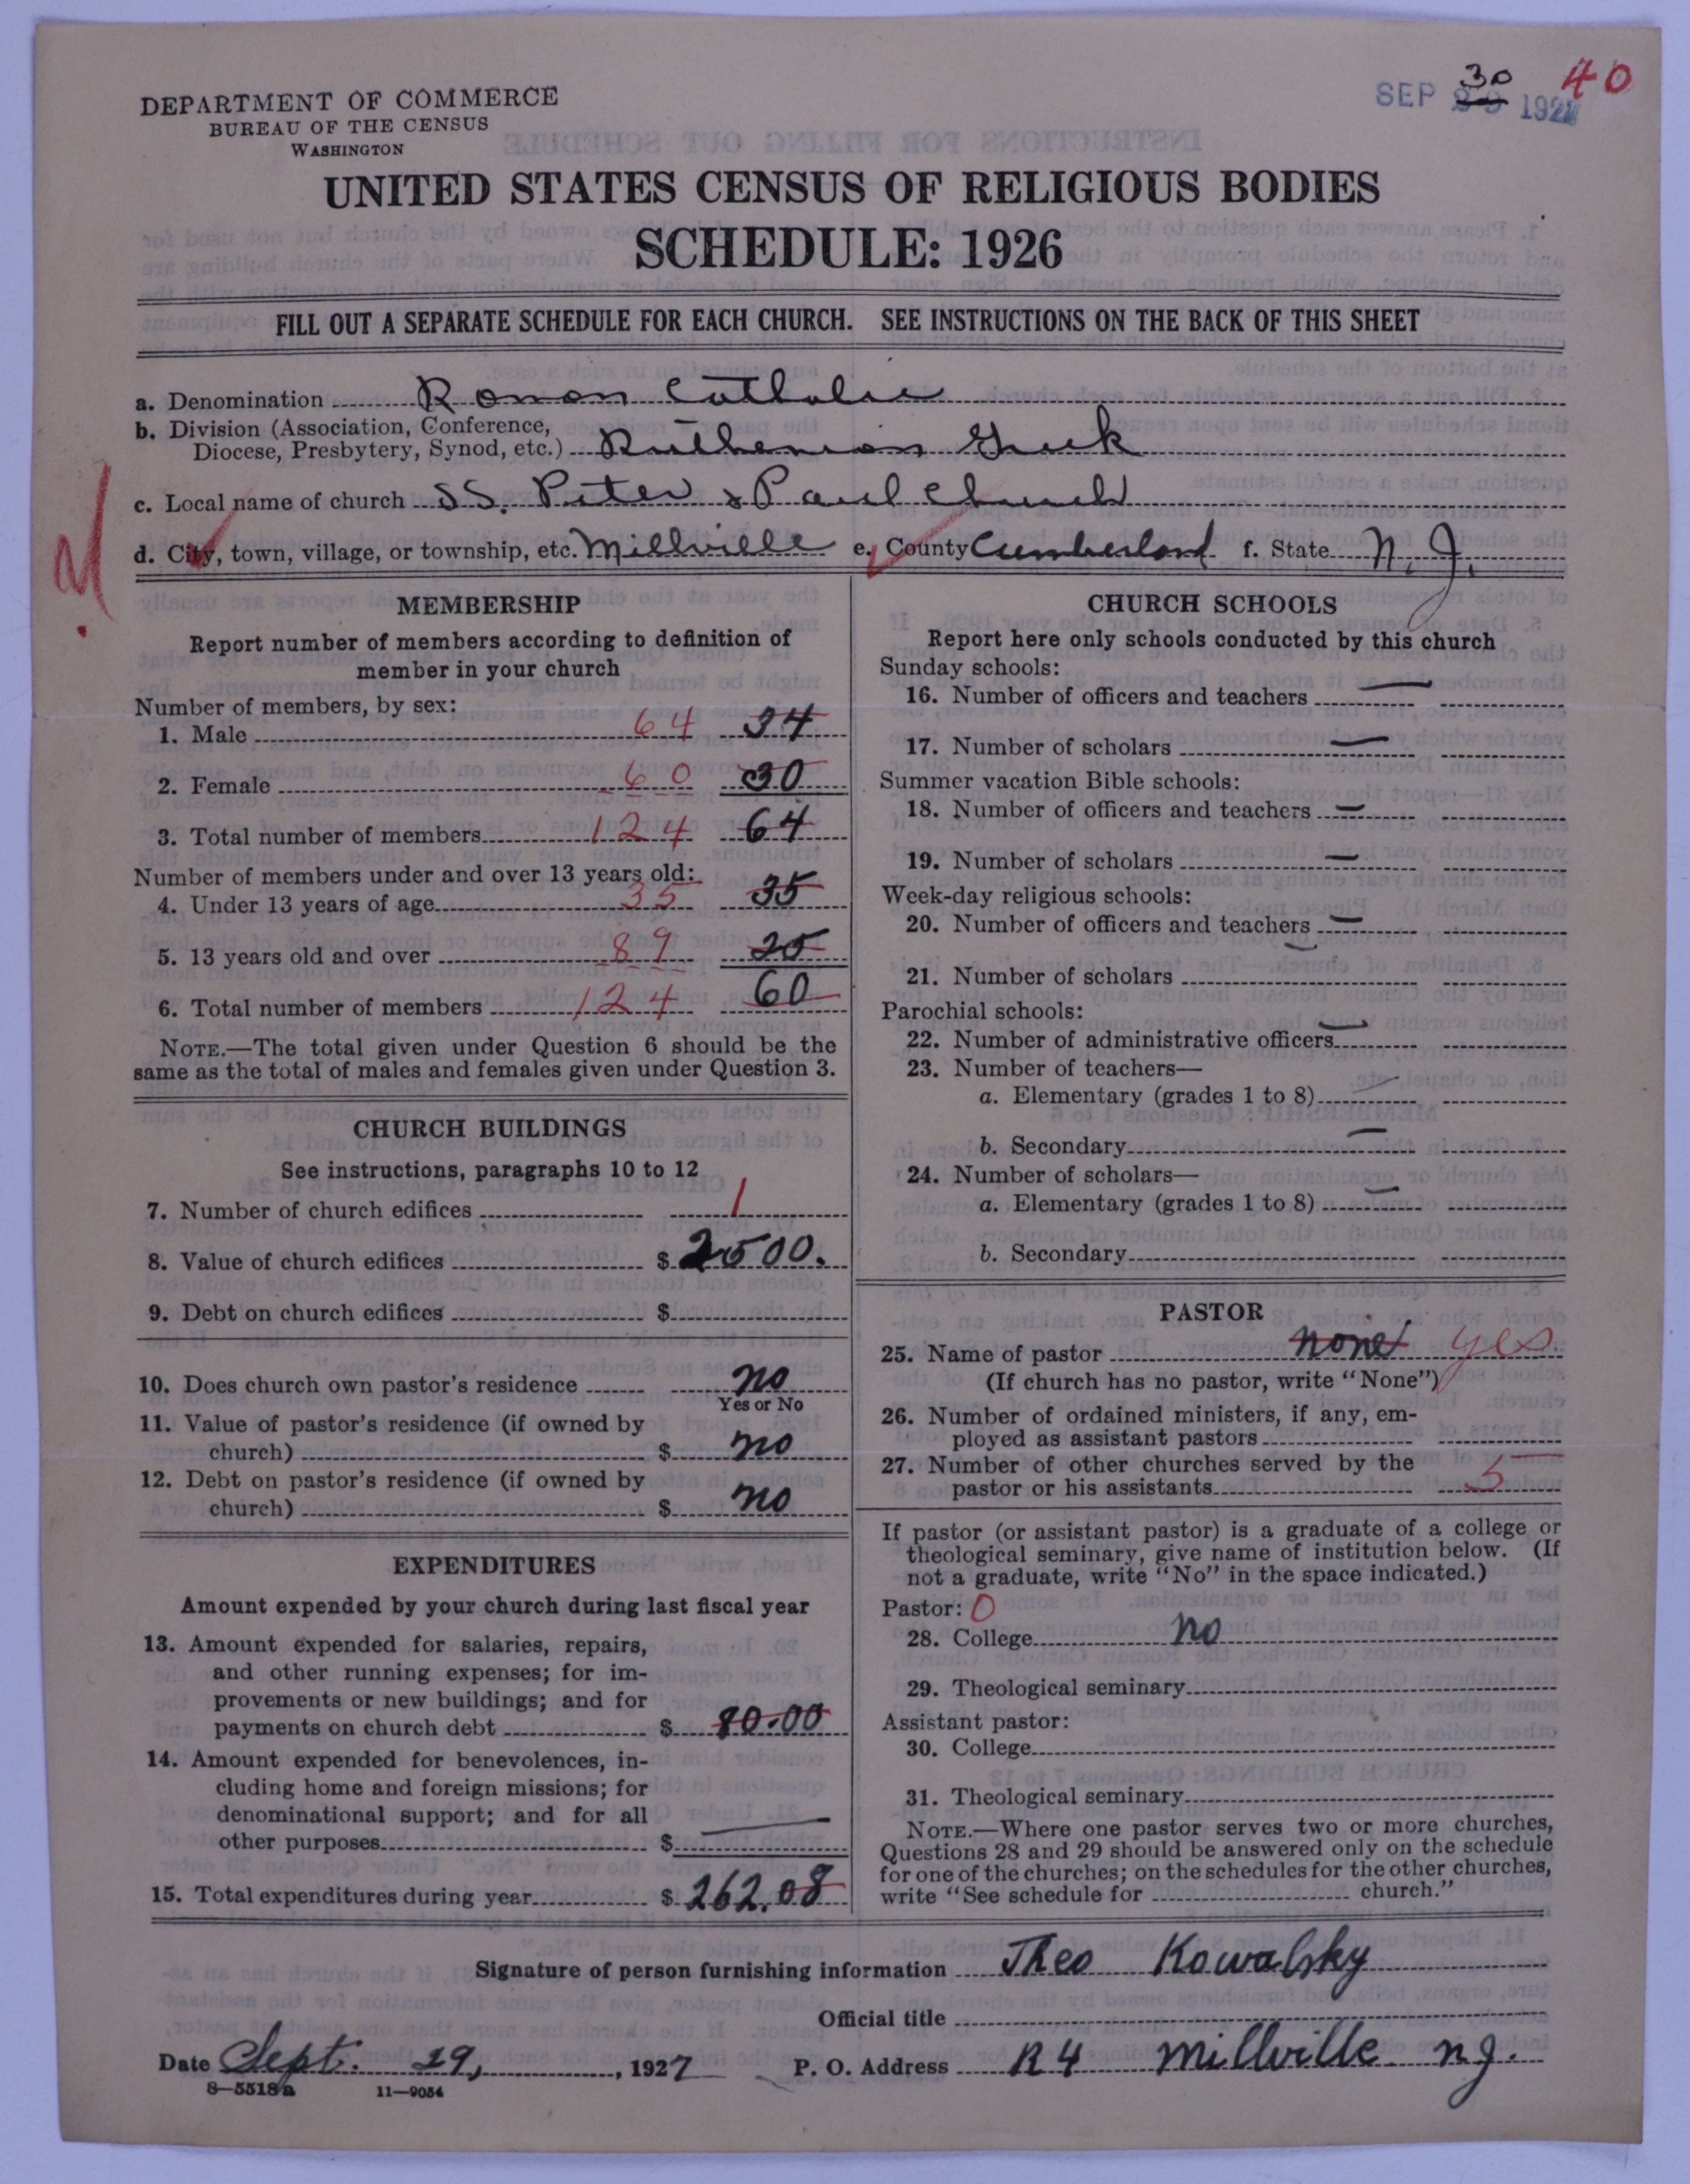 DEPARTMENT OF COMMERCE
BUREAU OF THE CENSUS
WASHINGTON
SEP 29 30 1927 40
UNITED STATES CENSUS OF RELIGIOUS BODIES
SCHEDULE: 1926
FILL OUT A SEPARATE SCHEDULE FOR EACH CHURCH. SEE INSTRUCTIONS ON THE BACK OF THIS SHEET
a. Denomination Roman Catholic
b. Division (Association, Conference,
Diocese, Presbytery, Synod, etc.) Ruthenian Greek
c. Local name of church SS. Peter & Paul Church
d. City, town, village, or township, etc. Millville e. County Cumberland f. State N. J.
MEMBERSHIP
Report number of members according to definition of
member in your church
Number of members, by sex:
1. Male 64 34
2. Female 60 30
3. Total number of members 124 64
Number of members under and over 13 years old:
4. Under 13 years of age 35 35
5. 13 years old and over 89 25
6. Total number of members 124 60
NOTE.—The total given under Question 6 should be the
same as the total of males and females given under Question 3.
CHURCH BUILDINGS
See instructions, paragraphs 10 to 12
7. Number of church edifices 1
8. Value of church edifices $ 2500.
9. Debt on church edifices $
10. Does church own pastor's residence no
Yes or No
11. Value of pastor's residence (if owned by
church) $ no
12. Debt on pastor's residence (if owned by
church) $ no
EXPENDITURES
Amount expended by your church during last fiscal year
13. Amount expended for salaries, repairs,
and other running expenses; for im-
provements or new buildings; and for
payments on church debt $ 80.00
14. Amount expended for benevolences, in-
cluding home and foreign missions; for
denominational support; and for all
other purposes $ —
15. Total expenditures during year $ 262.08
CHURCH SCHOOLS
Report here only schools conducted by this church
Sunday schools:
16. Number of officers and teachers —
17. Number of scholars —
Summer vacation Bible schools:
18. Number of officers and teachers —
19. Number of scholars —
Week-day religious schools:
20. Number of officers and teachers —
21. Number of scholars —
Parochial schools:
22. Number of administrative officers —
23. Number of teachers—
a. Elementary (grades 1 to 8) —
b. Secondary —
24. Number of scholars—
a. Elementary (grades 1 to 8) —
b. Secondary
PASTOR
25. Name of pastor none yes
(If church has no pastor, write "None")
26. Number of ordained ministers, if any, em-
ployed as assistant pastors
27. Number of other churches served by the
pastor or his assistants 5
If pastor (or assistant pastor) is a graduate of a college or
theological seminary, give name of institution below. (If
not a graduate, write "No" in the space indicated.)
Pastor: 0
28. College no
29. Theological seminary
Assistant pastor:
30. College
31. Theological seminary
NOTE.—Where one pastor serves two or more churches,
Questions 28 and 29 should be answered only on the schedule
for one of the churches; on the schedules for the other churches,
write "See schedule for church."
Signature of person furnishing information Theo Kowalsky
Official title
Date Sept. 29, 1927 P. O. Address R 4 Millville N J.
8—5518a 11—9054